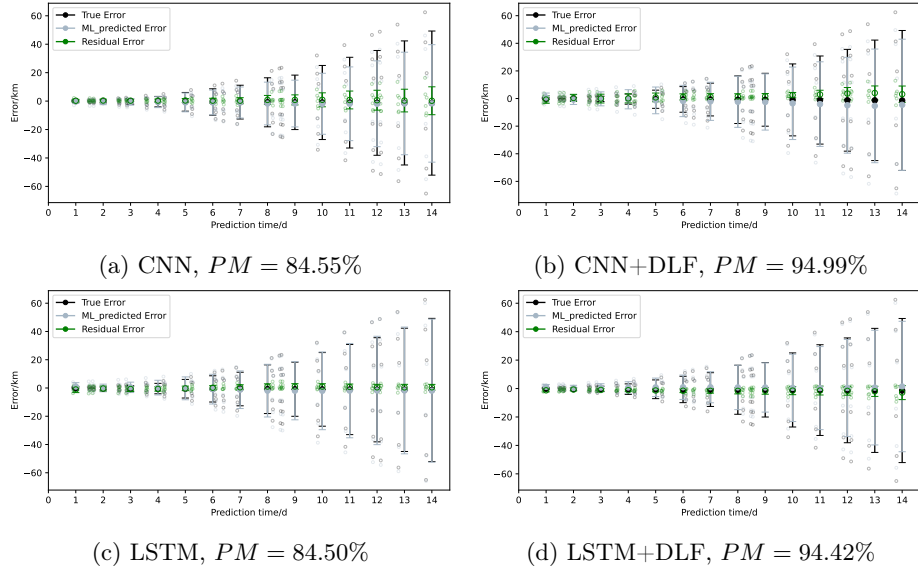 True Error
ML_predicted Error
Residual Error
60
40
20
0
−20
−40
−60
Error/km
0 1 2 3 4 5 6 7 8 9 10 11 12 13 14
Prediction time/d
(a) CNN, PM = 84.55%
True Error
ML_predicted Error
Residual Error
60
40
20
0
−20
−40
−60
Error/km
0 1 2 3 4 5 6 7 8 9 10 11 12 13 14
Prediction time/d
(b) CNN+DLF, PM = 94.99%
True Error
ML_predicted Error
Residual Error
60
40
20
0
−20
−40
−60
Error/km
0 1 2 3 4 5 6 7 8 9 10 11 12 13 14
Prediction time/d
(c) LSTM, PM = 84.50%
True Error
ML_predicted Error
Residual Error
60
40
20
0
−20
−40
−60
Error/km
0 1 2 3 4 5 6 7 8 9 10 11 12 13 14
Prediction time/d
(d) LSTM+DLF, PM = 94.42%